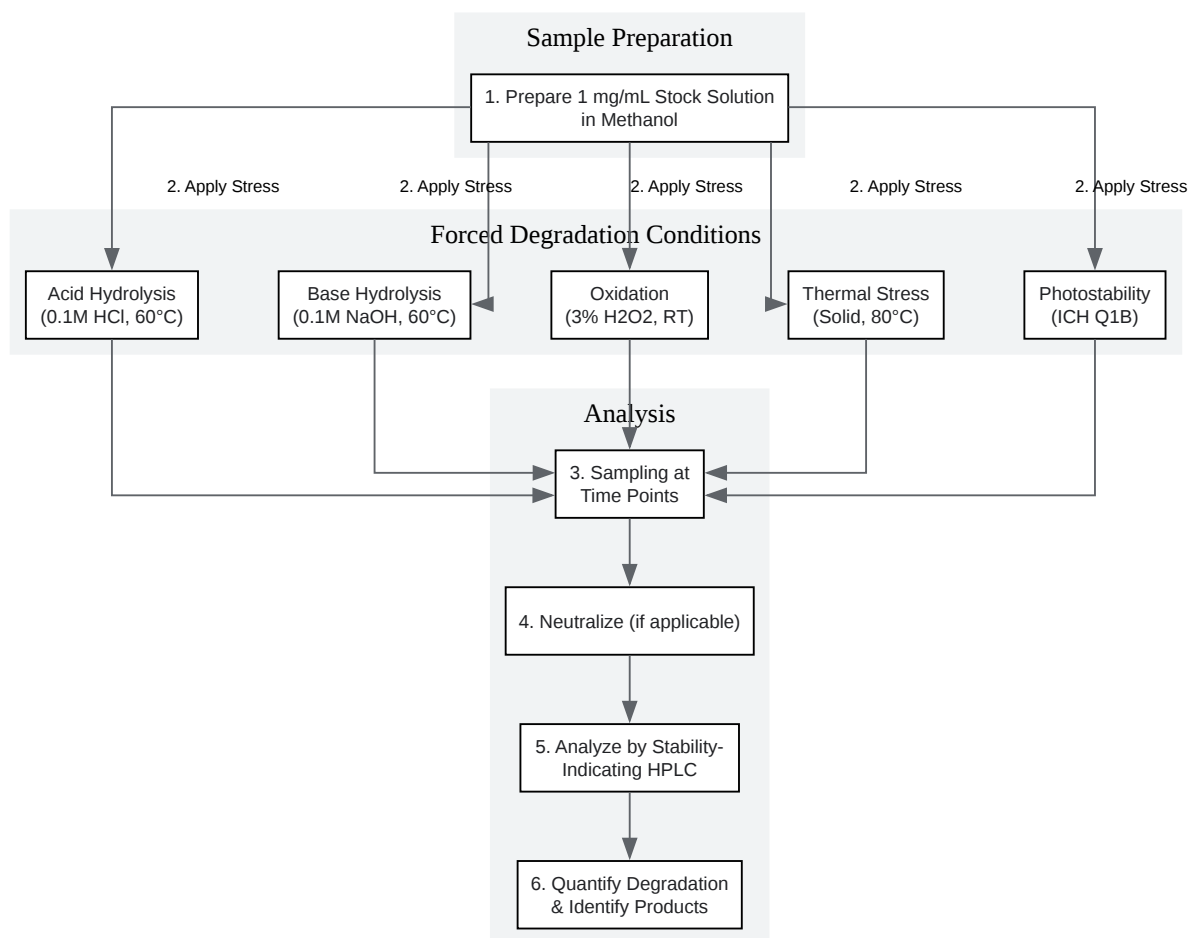 Sample Preparation
1. Prepare 1 mg/mL Stock Solution
in Methanol
2. Apply Stress
2. Apply Stress
2. Apply Stress
2. Apply Stress
2. Apply Stress
Forced Degradation Conditions
Acid Hydrolysis
(0.1M HCl, 60°C)
Base Hydrolysis
(0.1M NaOH, 60°C)
Oxidation
(3% H2O2, RT)
Thermal Stress
(Solid, 80°C)
Photostability
(ICH Q1B)
Analysis
3. Sampling at
Time Points
4. Neutralize (if applicable)
5. Analyze by Stability-
Indicating HPLC
6. Quantify Degradation
& Identify Products